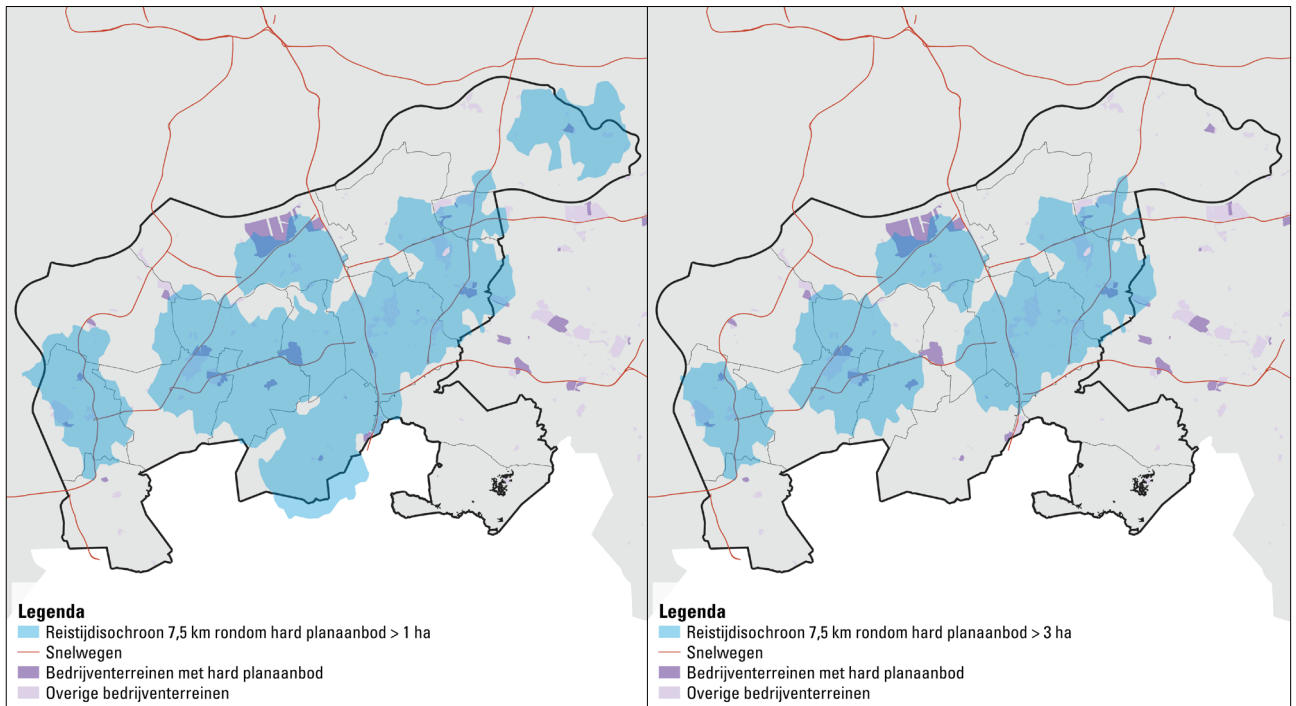 Legenda
Reistijdisochroon 7,5 km rondom hard planaanbod > 1 ha
Snelwegen
Bedrijventerreinen met hard planaanbod
Overige bedrijventerreinen
Legenda
Reistijdisochroon 7,5 km rondom hard planaanbod > 3 ha
Snelwegen
Bedrijventerreinen met hard planaanbod
Overige bedrijventerreinen